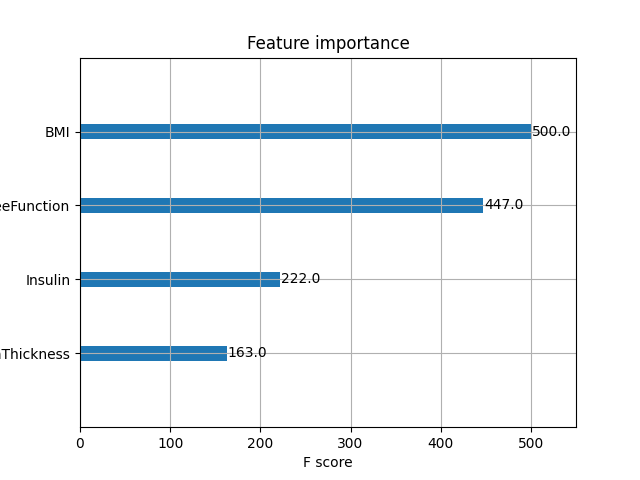 Feature importance
BMI
500.0
eFunction
447.0
Insulin
222.0
Thickness
163.0
0 100 200 300 400 500
F score